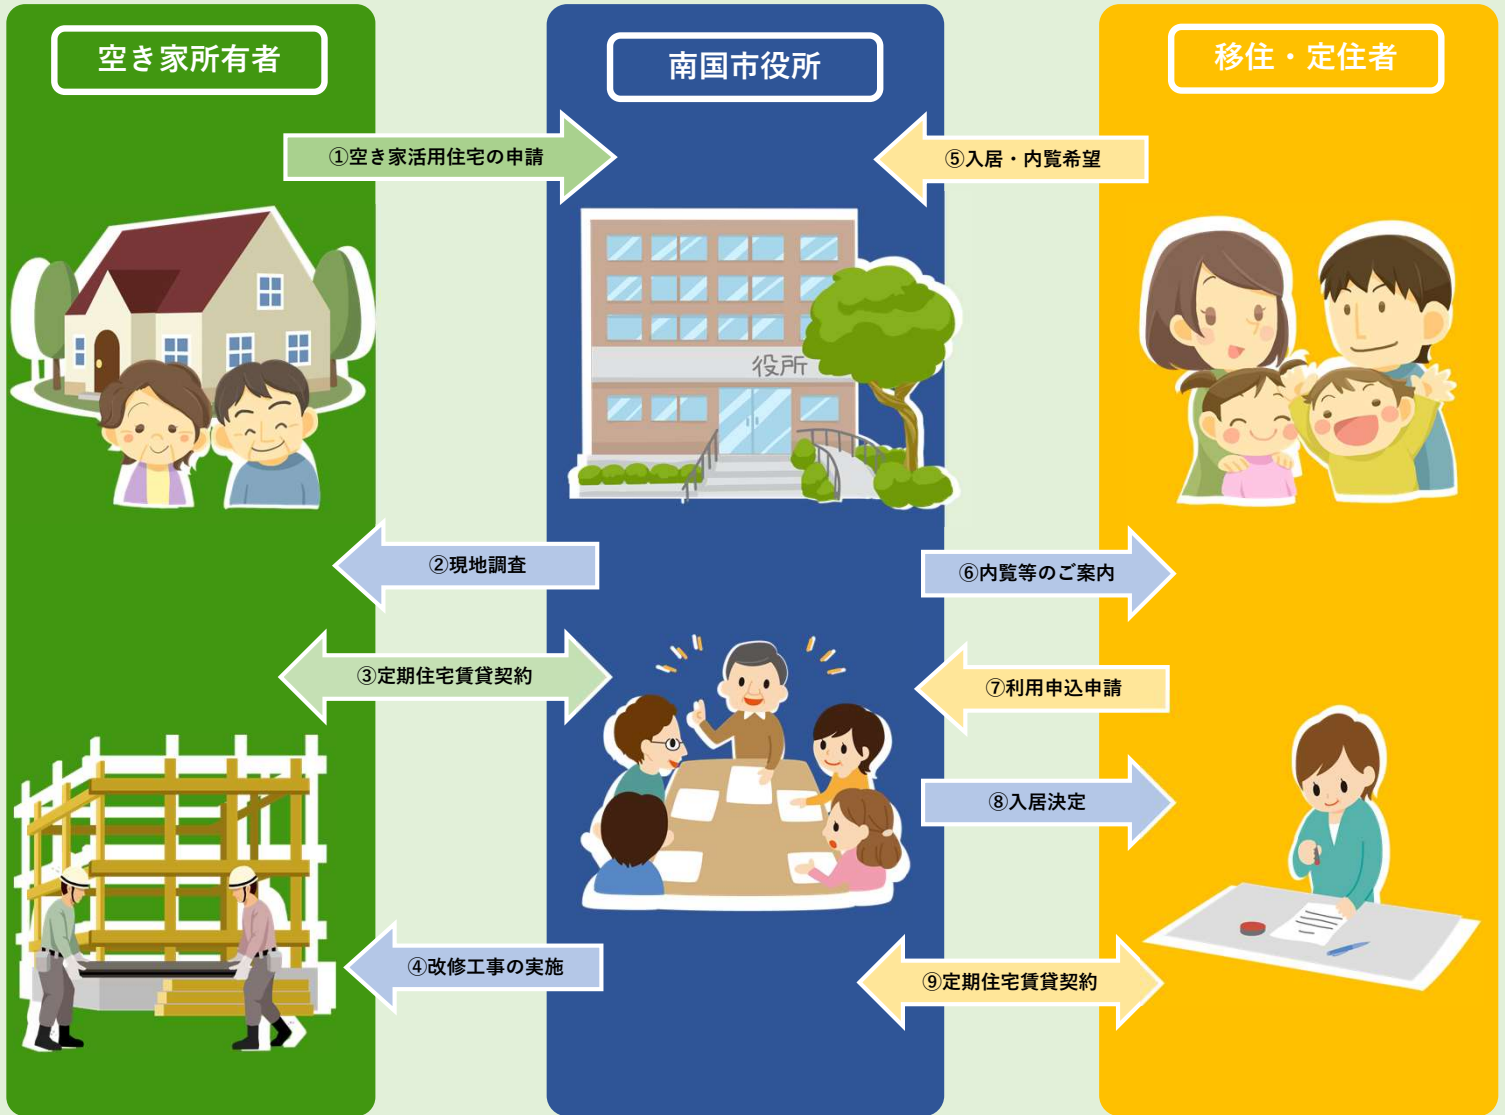 空き家所有者
南国市役所
移住・定住者
①空き家活用住宅の申請
⑤入居・内覧希望
役所
②現地調査
⑥内覧等のご案内
③定期住宅賃貸契約
⑦利用申込申請
⑧入居決定
④改修工事の実施
⑨定期住宅賃貸契約